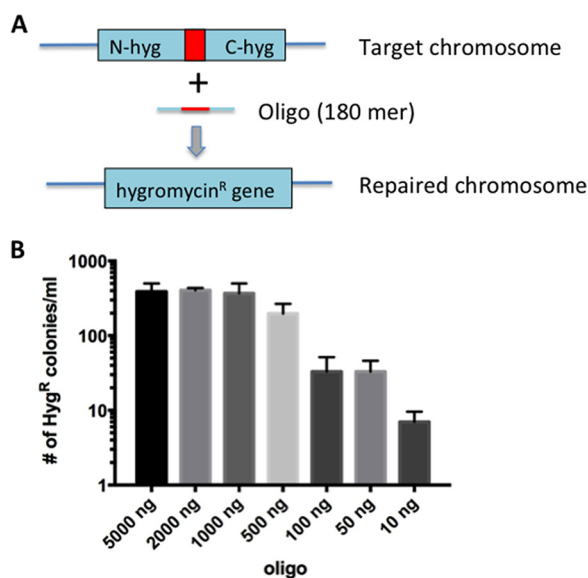 A
N-hyg C-hyg Target chromosome
+
Oligo (180 mer)
hygromycinᴿ gene Repaired chromosome
B
# of Hygᴿ colonies/ml
1000
100
10
1
5000 ng 2000 ng 1000 ng 500 ng 100 ng 50 ng 10 ng
oligo